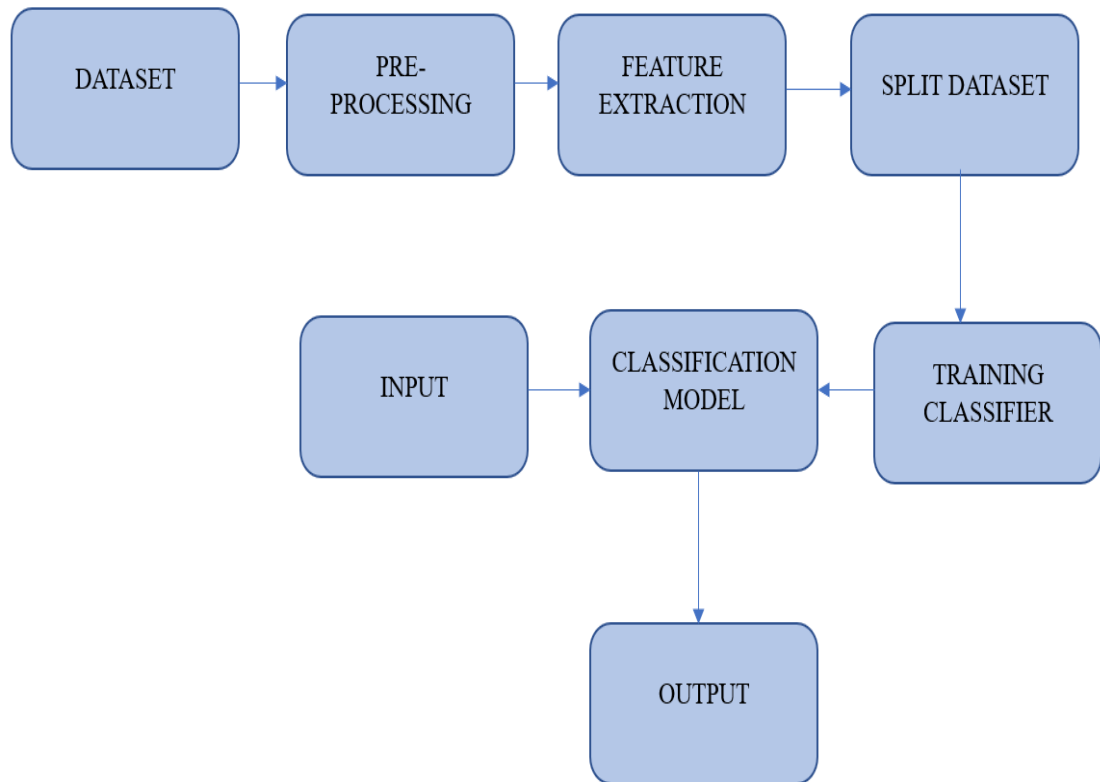 DATASET
PRE-
PROCESSING
FEATURE
EXTRACTION
SPLIT DATASET
INPUT
CLASSIFICATION
MODEL
TRAINING
CLASSIFIER
OUTPUT